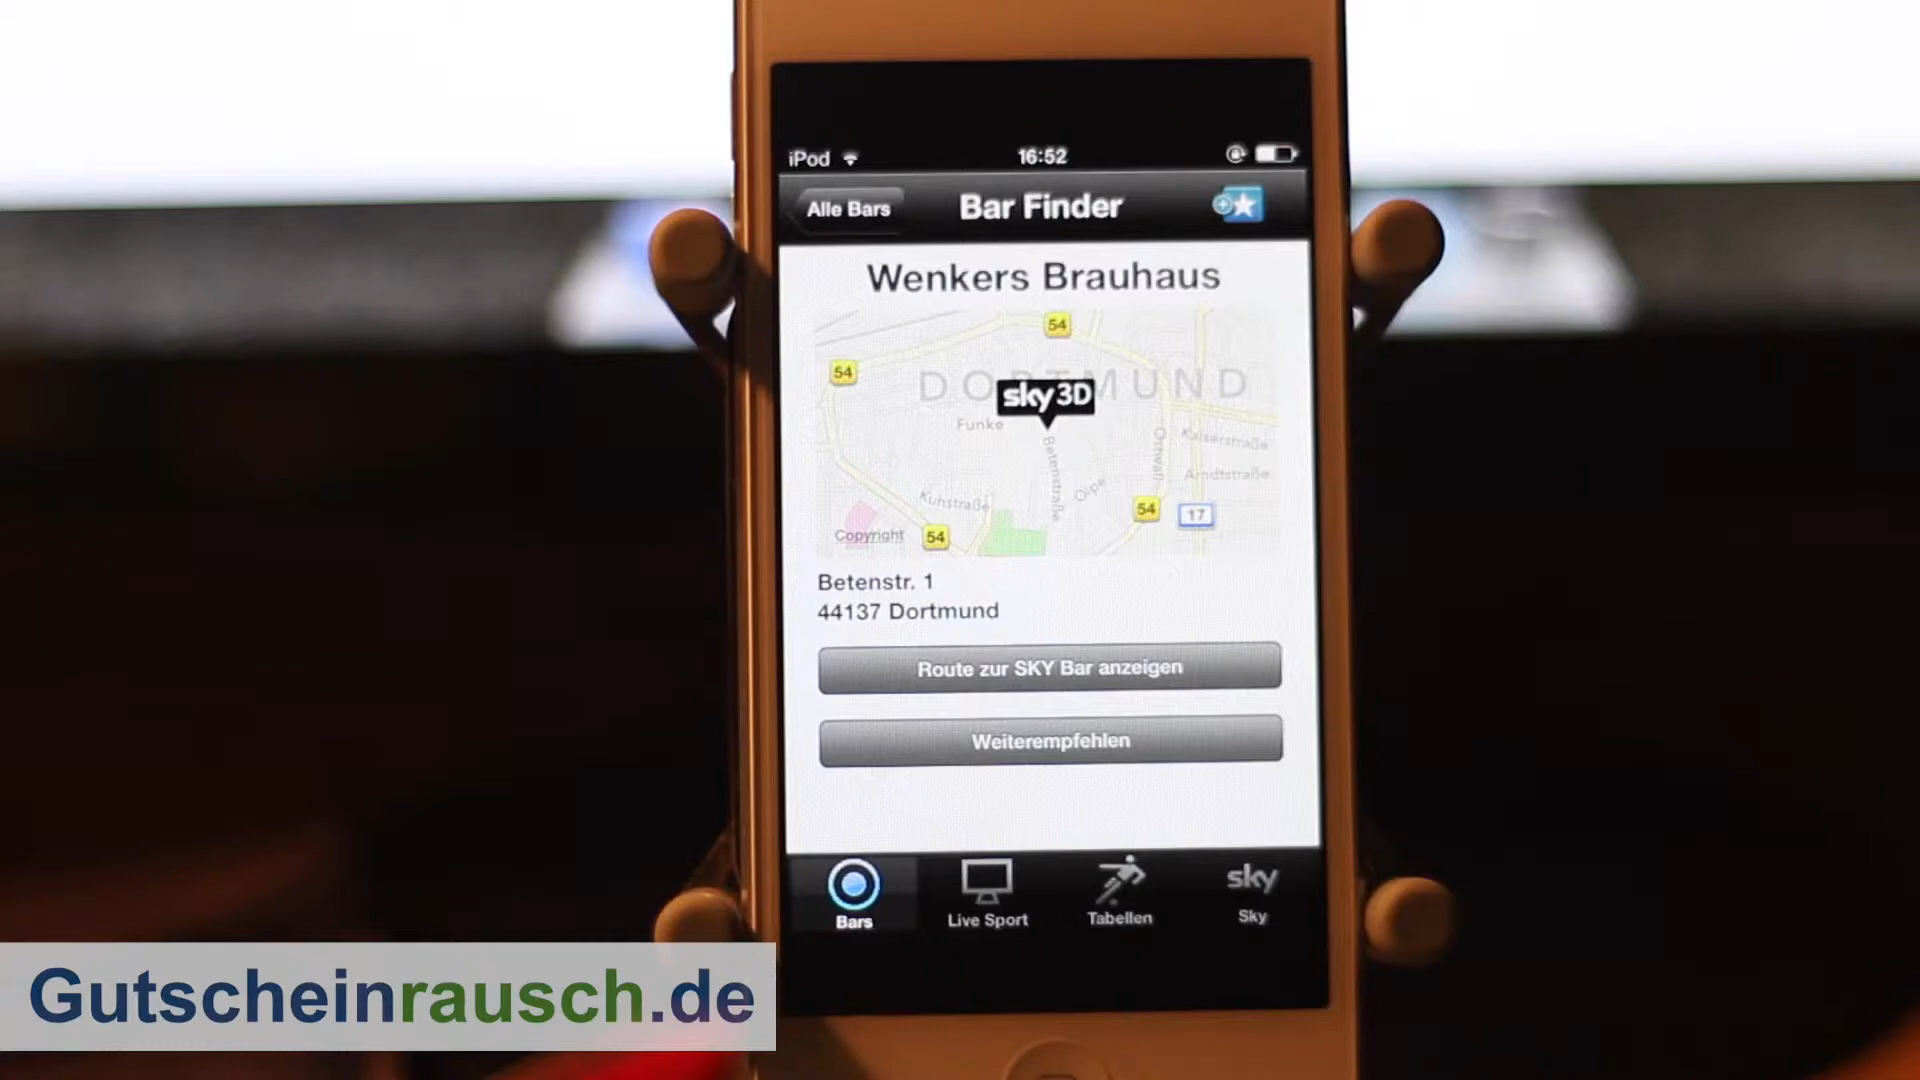 iPod
16:52
Alle Bars
Bar Finder
Wenkers Brauhaus
54
54
DORTMUND
sky 3D
Funke
Betenstraße
Ostwall
Kaiserstraße
Arndtstraße
Kuhstraße
Olpe
54
17
Copyright
54
Betenstr. 1
44137 Dortmund
Route zur SKY Bar anzeigen
Weiterempfehlen
sky
Bars
Live Sport
Tabellen
Sky
Gutscheinrausch.de